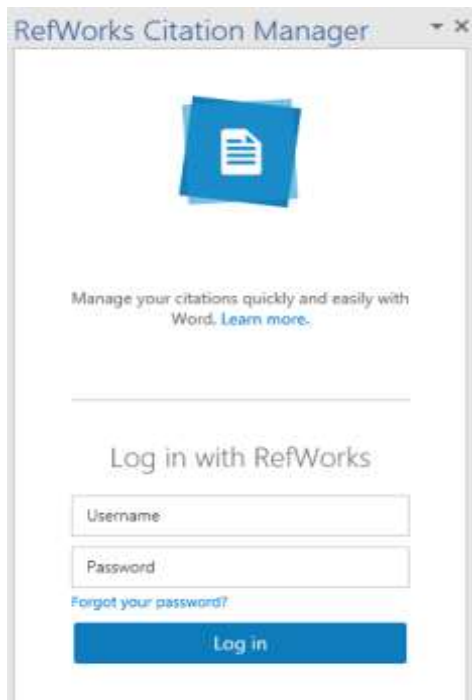 RefWorks Citation Manager
Manage your citations quickly and easily with
Word. Learn more.
Log in with RefWorks
Username
Password
Forgot your password?
Log in